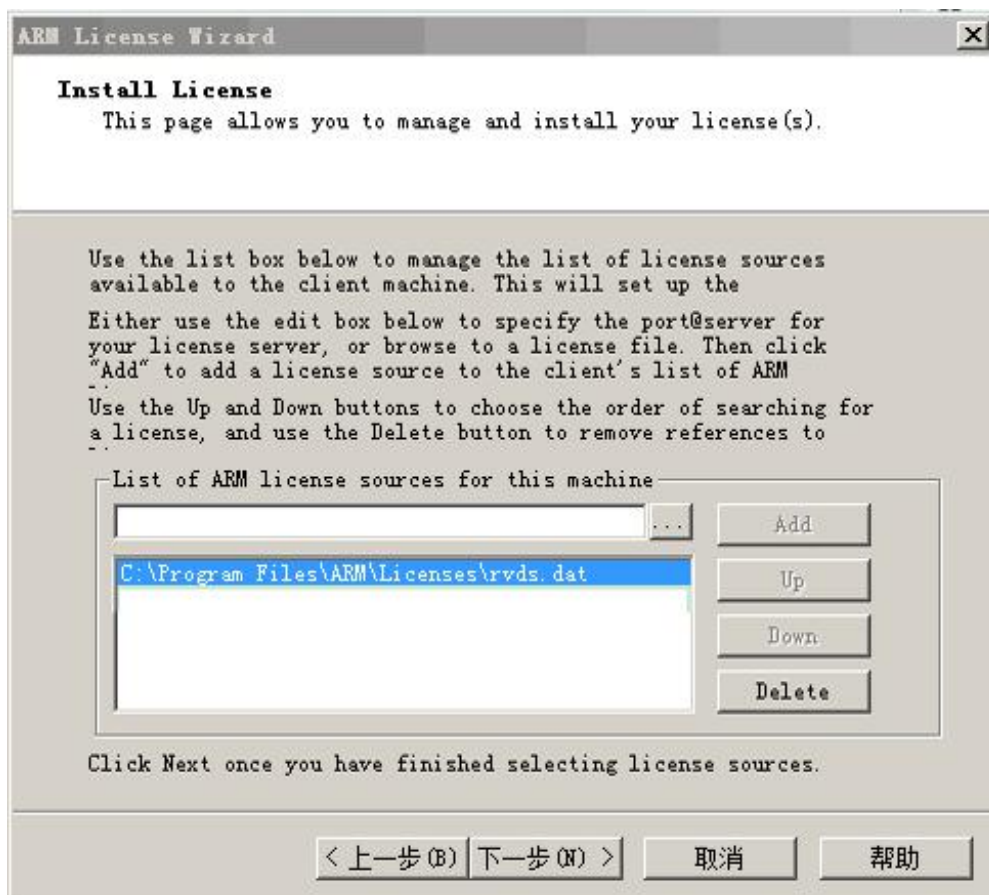 ARM License Wizard
Install License
This page allows you to manage and install your license(s).
Use the list box below to manage the list of license sources
available to the client machine. This will set up the
Either use the edit box below to specify the port@server for
your license server, or browse to a license file. Then click
"Add" to add a license source to the client's list of ARM
Use the Up and Down buttons to choose the order of searching for
a license, and use the Delete button to remove references to
List of ARM license sources for this machine
... Add
C:\Program Files\ARM\Licenses\rvds.dat
Up
Down
Delete
Click Next once you have finished selecting license sources.
< 上一步(B) 下一步(N) > 取消 帮助